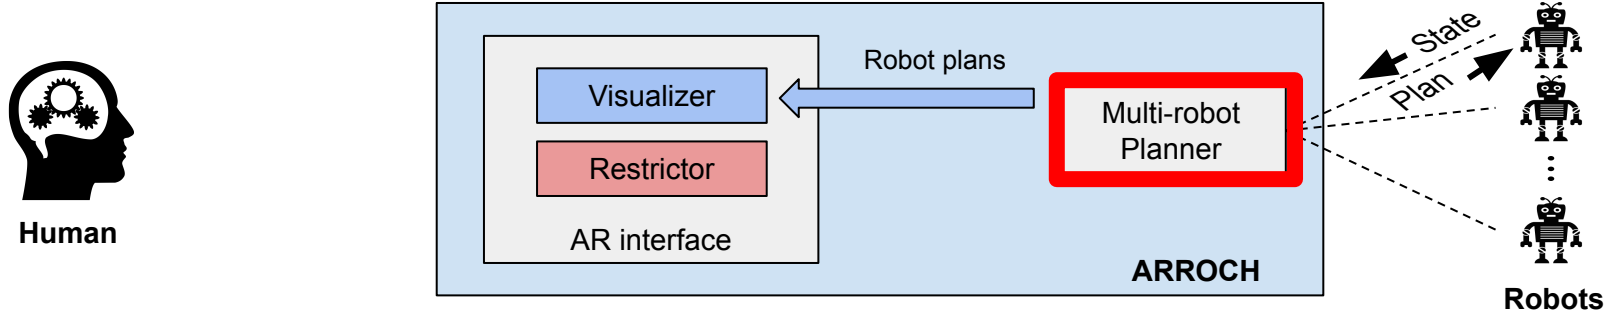 Human
Visualizer
Restrictor
AR interface
Robot plans
Multi-robot
Planner
ARROCH
State
Plan
Robots